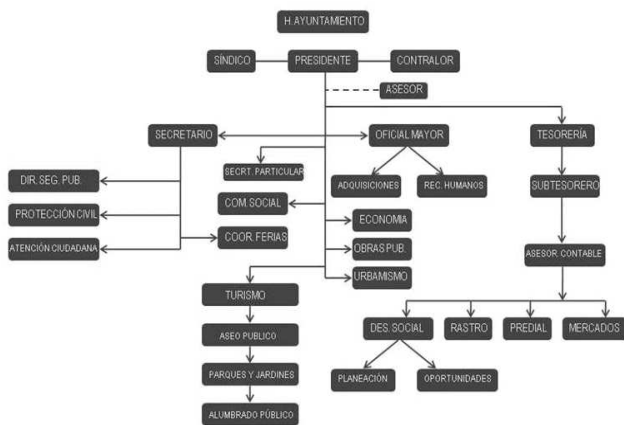 H. AYUNTAMIENTO
SÍNDICO
PRESIDENTE
CONTRALOR
ASESOR
SECRETARIO
OFICIAL MAYOR
TESORERÍA
SECRT. PARTICULAR
DIR. SEG. PUB.
ADQUISICIONES
REC. HUMANOS
SUBTESORERO
COM. SOCIAL
PROTECCIÓN CIVIL
ECONOMIA
COOR. FERIAS
ATENCIÓN CIUDADANA
OBRAS PUB.
ASESOR CONTABLE
URBAMISMO
TURISMO
ASEO PUBLICO
DES. SOCIAL
RASTRO
PREDIAL
MERCADOS
PARQUES Y JARDINES
PLANEACIÓN
OPORTUNIDADES
ALUMBRADO PÚBLICO